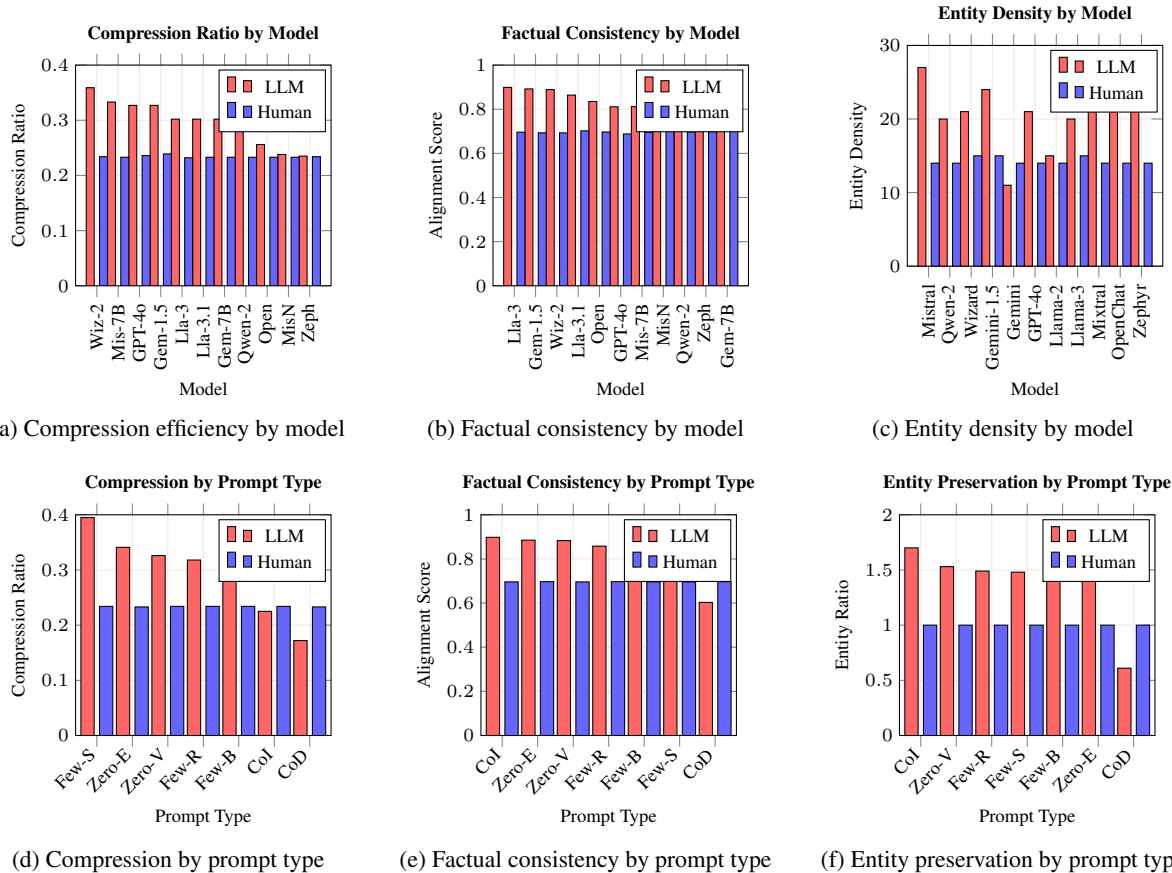 Compression Ratio by Model
0.4
0.3
0.2
0.1
0
Compression Ratio
LLM
Human
Wiz-2
Mis-7B
GPT-4o
Gem-1.5
Lla-3
Lla-3.1
Gem-7B
Qwen-2
Open
MisN
Zeph
Model
a) Compression efficiency by model
Factual Consistency by Model
1
0.8
0.6
0.4
0.2
0
Alignment Score
LLM
Human
Lla-3
Gem-1.5
Wiz-2
Lla-3.1
Open
GPT-4o
Mis-7B
MisN
Qwen-2
Zeph
Gem-7B
Model
(b) Factual consistency by model
Entity Density by Model
30
20
10
0
Entity Density
LLM
Human
Mistral
Qwen-2
Wizard
Gemini-1.5
Gemini
GPT-4o
Llama-2
Llama-3
Mixtral
OpenChat
Zephyr
Model
(c) Entity density by model
Compression by Prompt Type
0.4
0.3
0.2
0.1
0
Compression Ratio
LLM
Human
Few-S
Zero-E
Zero-V
Few-R
Few-B
CoI
CoD
Prompt Type
(d) Compression by prompt type
Factual Consistency by Prompt Type
1
0.8
0.6
0.4
0.2
0
Alignment Score
LLM
Human
CoI
Zero-E
Zero-V
Few-R
Few-B
Few-S
CoD
Prompt Type
(e) Factual consistency by prompt type
Entity Preservation by Prompt Type
2
1.5
1
0.5
0
Entity Ratio
LLM
Human
CoI
Zero-V
Few-R
Few-S
Few-B
Zero-E
CoD
Prompt Type
(f) Entity preservation by prompt typ